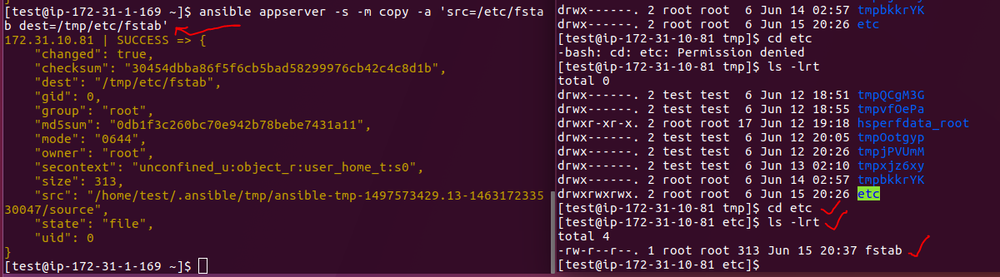 [test@ip-172-31-1-169 ~]$ ansible appserver -s -m copy -a 'src=/etc/fsta
b dest=/tmp/etc/fstab'
172.31.10.81 | SUCCESS => {
"changed": true,
"checksum": "30454dbba86f5f6cb5bad58299976cb42c4c8d1b",
"dest": "/tmp/etc/fstab",
"gid": 0,
"group": "root",
"md5sum": "0db1f3c260bc70e942b78bebe7431a11",
"mode": "0644",
"owner": "root",
"secontext": "unconfined_u:object_r:user_home_t:s0",
"size": 313,
"src": "/home/test/.ansible/tmp/ansible-tmp-1497573429.13-1463172335
30047/source",
"state": "file",
"uid": 0
}
[test@ip-172-31-1-169 ~]$
drwx------. 2 root root  6 Jun 14 02:57 tmpbkkrYK
drwx------. 2 root root  6 Jun 15 20:26 etc
[test@ip-172-31-10-81 tmp]$ cd etc
-bash: cd: etc: Permission denied
[test@ip-172-31-10-81 tmp]$ ls -lrt
total 0
drwx------. 2 test test  6 Jun 12 18:51 tmpQCgM3G
drwx------. 2 test test  6 Jun 12 18:55 tmpvfOePa
drwxr-xr-x. 2 root root 17 Jun 12 19:18 hsperfdata_root
drwx------. 2 test test  6 Jun 12 20:05 tmpOotgyp
drwx------. 2 test test  6 Jun 12 20:26 tmpjPVUmM
drwx------. 2 test test  6 Jun 13 02:10 tmpxjz6xy
drwx------. 2 root root  6 Jun 14 02:57 tmpbkkrYK
drwxrwxrwx. 2 root root  6 Jun 15 20:26 etc
[test@ip-172-31-10-81 tmp]$ cd etc
[test@ip-172-31-10-81 etc]$ ls -lrt
total 4
-rw-r--r--. 1 root root 313 Jun 15 20:37 fstab
[test@ip-172-31-10-81 etc]$